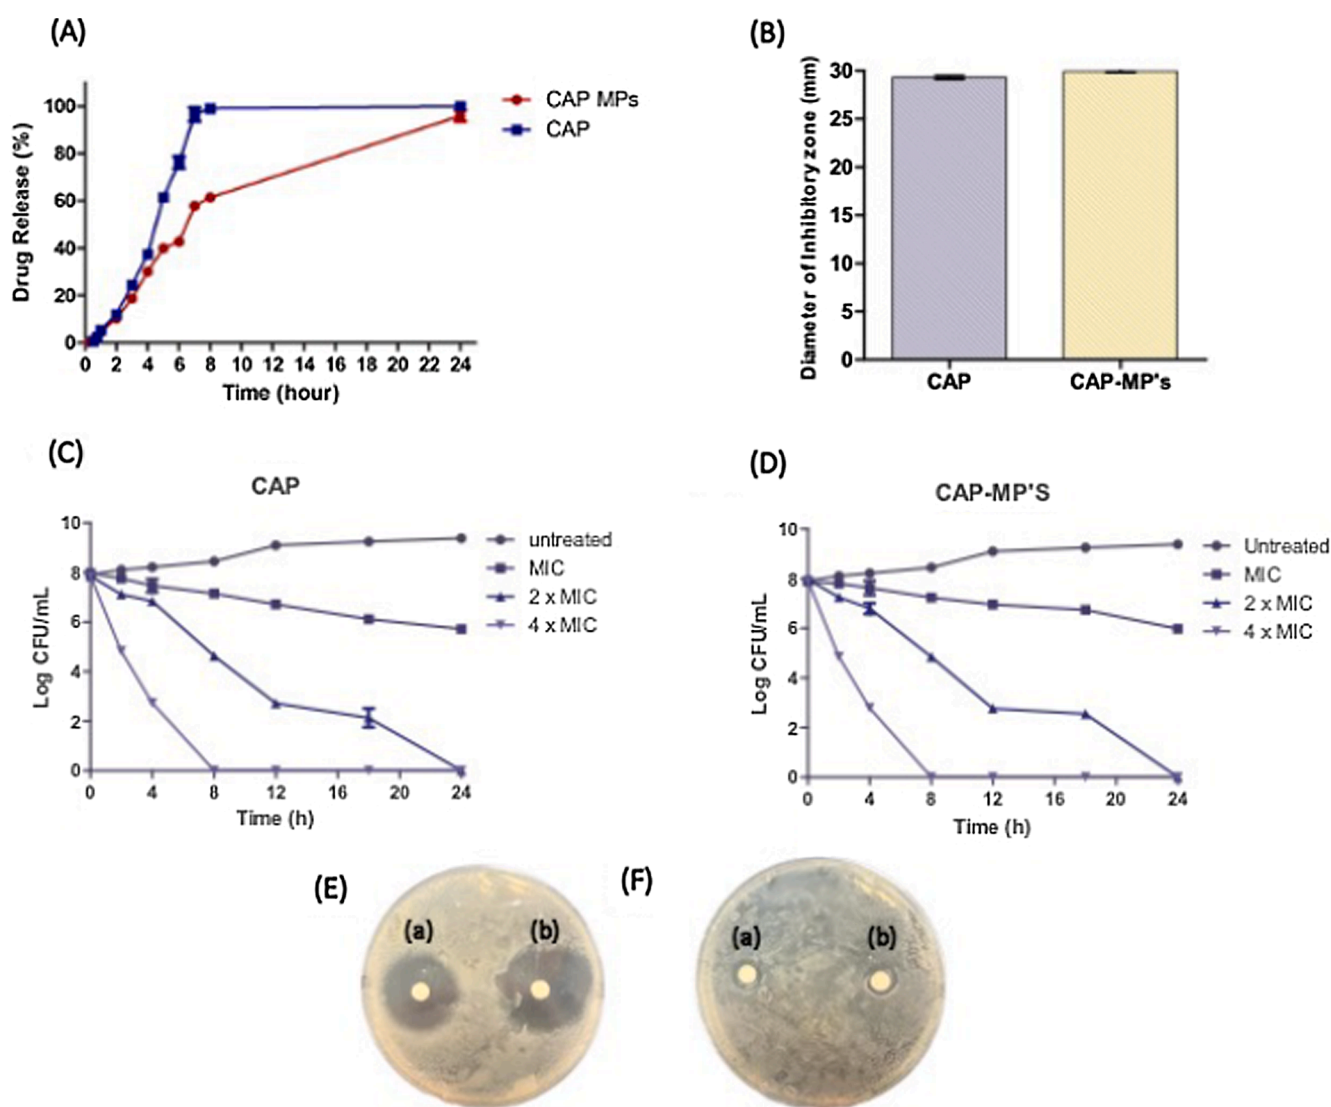 (A)
Drug Release (%)
100
80
60
40
20
0
0 2 4 6 8 10 12 14 16 18 20 22 24
Time (hour)
CAP MPs
CAP
(B)
Diameter of Inhibitory zone (mm)
30
25
20
15
10
5
0
CAP CAP-MP's
(C)
CAP
Log CFU/mL
10
8
6
4
2
0
0 4 8 12 16 20 24
Time (h)
untreated
MIC
2 x MIC
4 x MIC
(D)
CAP-MP'S
Log CFU/mL
10
8
6
4
2
0
0 4 8 12 16 20 24
Time (h)
Untreated
MIC
2 x MIC
4 x MIC
(E)
(a) (b)
(F)
(a) (b)